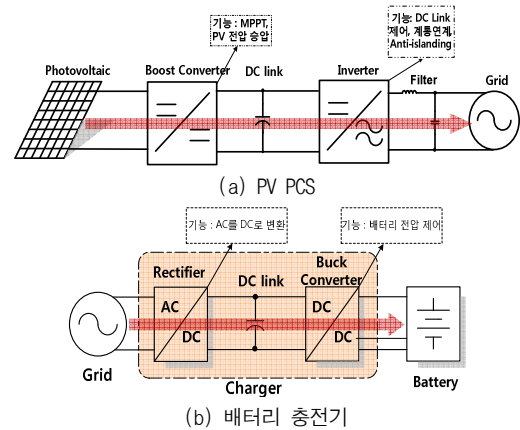 기능 : MPPT,
PV 전압 승압
기능: DC Link
제어, 계통연계,
Anti-islanding
Photovoltaic
Boost Converter
DC link
Inverter
Filter
Grid
(a) PV PCS
기능 : AC를 DC로 변환
기능 : 배터리 전압 제어
Rectifier
DC link
Buck
Converter
AC
DC
DC
DC
Grid
Charger
Battery
(b) 배터리 충전기